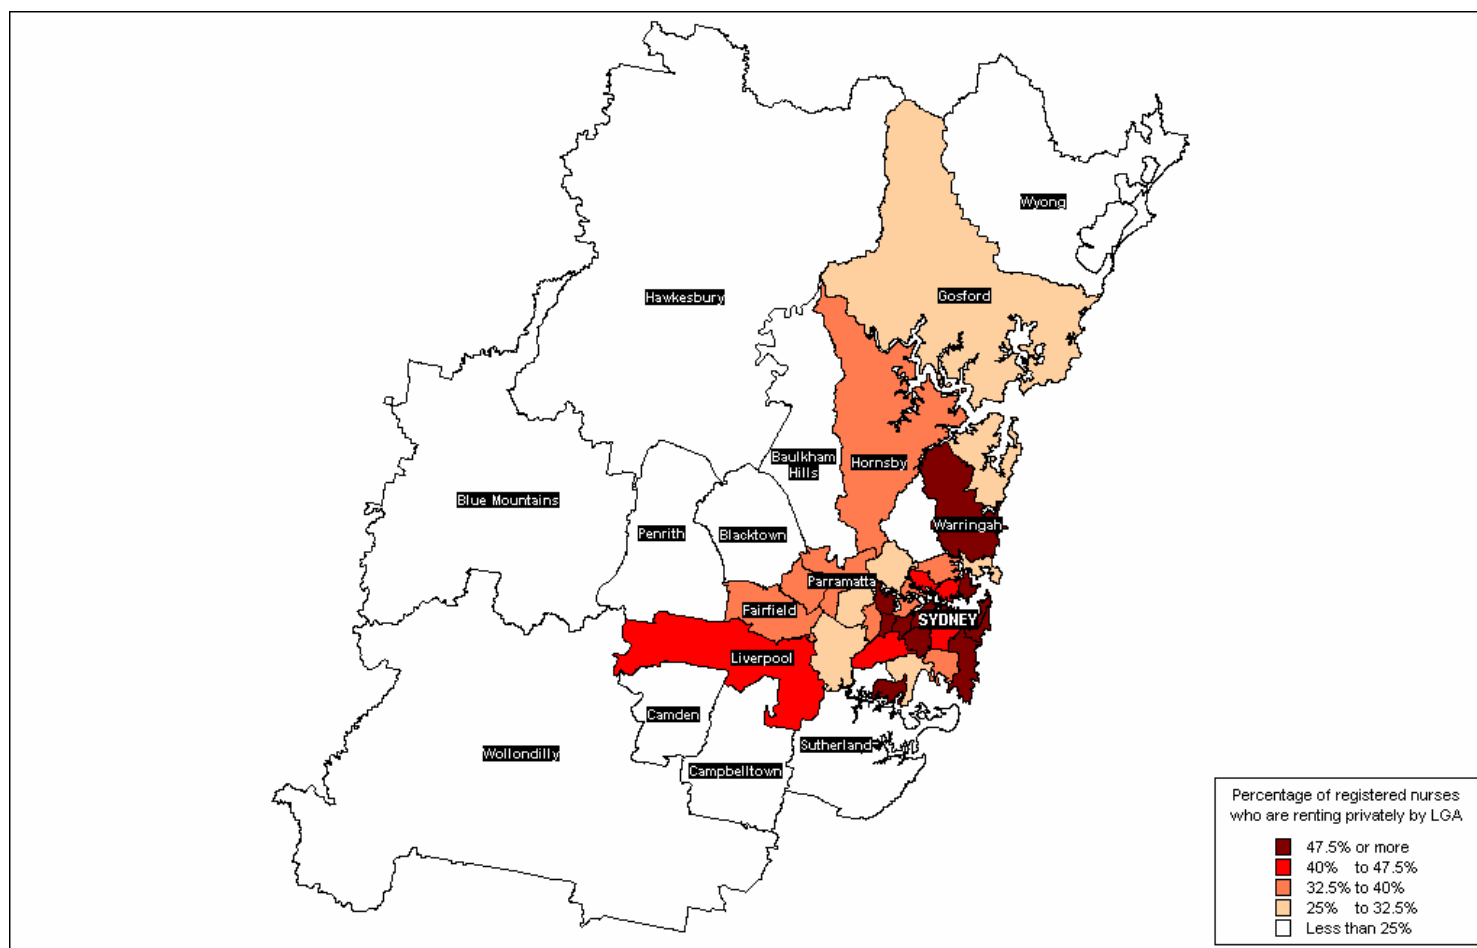 Wyong
Hawkesbury
Gosford
Baulkham
Hills
Hornsby
Blue Mountains
Penrith
Blacktown
Warringah
Parramatta
Fairfield
SYDNEY
Liverpool
Camden
Sutherland
Wollondilly
Campbelltown
Percentage of registered nurses
who are renting privately by LGA
47.5% or more
40% to 47.5%
32.5% to 40%
25% to 32.5%
Less than 25%